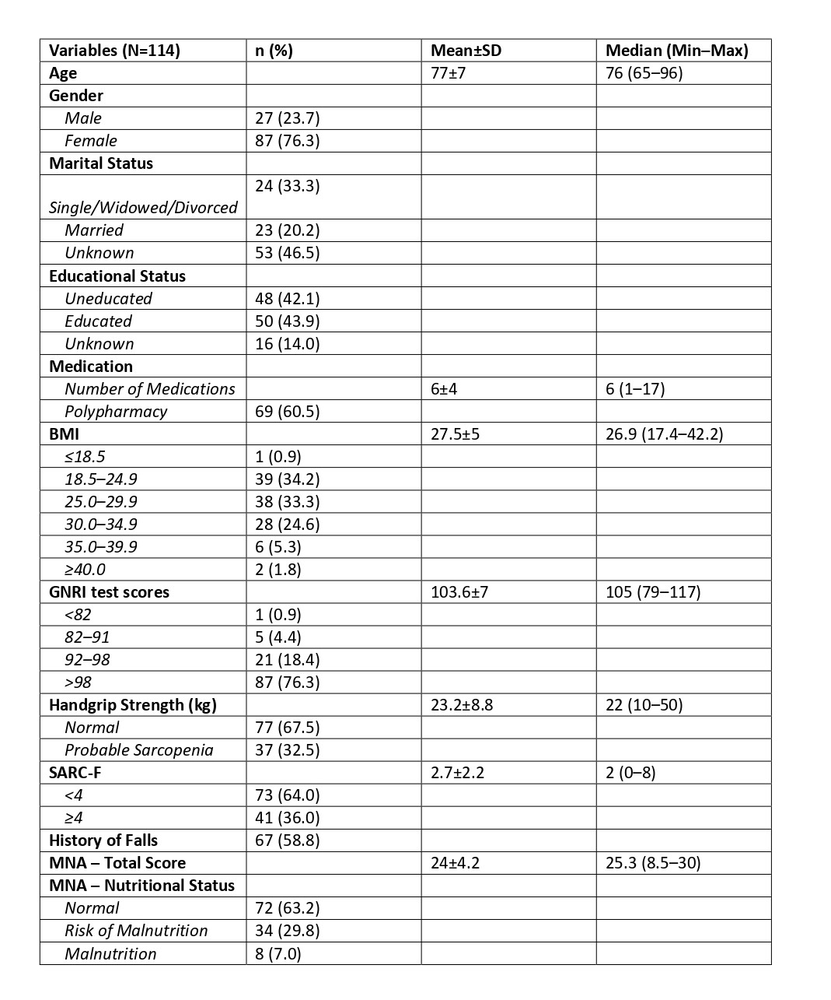 Variables (N=114) n (%) Mean±SD Median (Min–Max)
Age 77±7 76 (65–96)
Gender
Male 27 (23.7)
Female 87 (76.3)
Marital Status
24 (33.3)
Single/Widowed/Divorced
Married 23 (20.2)
Unknown 53 (46.5)
Educational Status
Uneducated 48 (42.1)
Educated 50 (43.9)
Unknown 16 (14.0)
Medication
Number of Medications 6±4 6 (1–17)
Polypharmacy 69 (60.5)
BMI 27.5±5 26.9 (17.4–42.2)
≤18.5 1 (0.9)
18.5–24.9 39 (34.2)
25.0–29.9 38 (33.3)
30.0–34.9 28 (24.6)
35.0–39.9 6 (5.3)
≥40.0 2 (1.8)
GNRI test scores 103.6±7 105 (79–117)
<82 1 (0.9)
82–91 5 (4.4)
92–98 21 (18.4)
>98 87 (76.3)
Handgrip Strength (kg) 23.2±8.8 22 (10–50)
Normal 77 (67.5)
Probable Sarcopenia 37 (32.5)
SARC-F 2.7±2.2 2 (0–8)
<4 73 (64.0)
≥4 41 (36.0)
History of Falls 67 (58.8)
MNA – Total Score 24±4.2 25.3 (8.5–30)
MNA – Nutritional Status
Normal 72 (63.2)
Risk of Malnutrition 34 (29.8)
Malnutrition 8 (7.0)